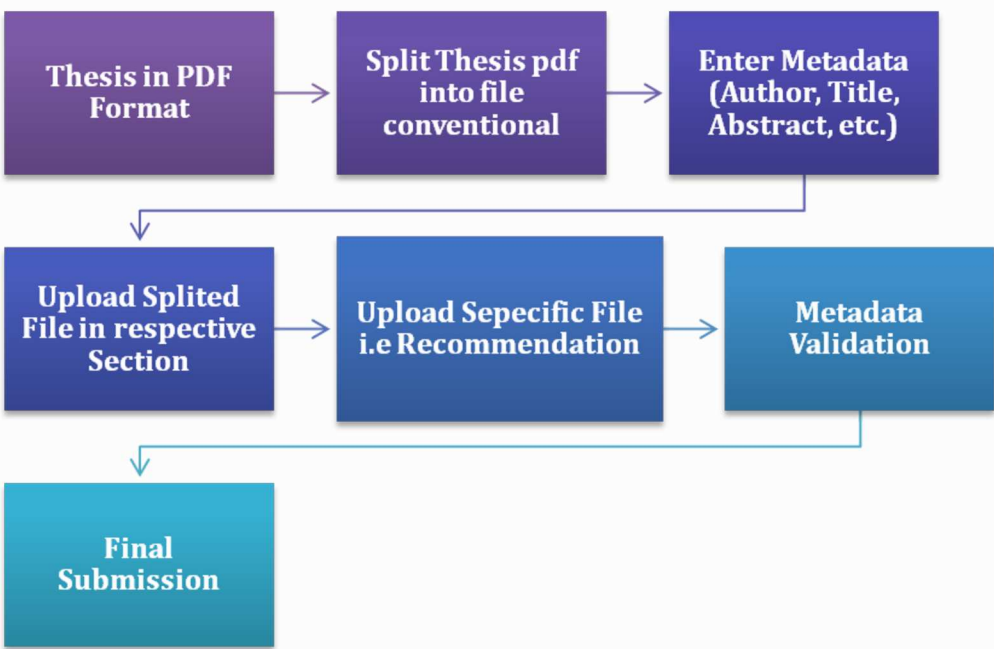 Thesis in PDF
Format
Split Thesis pdf
into file
conventional
Enter Metadata
(Author, Title,
Abstract, etc.)
Upload Splited
File in respective
Section
Upload Sepecific File
i.e Recommendation
Metadata
Validation
Final
Submission